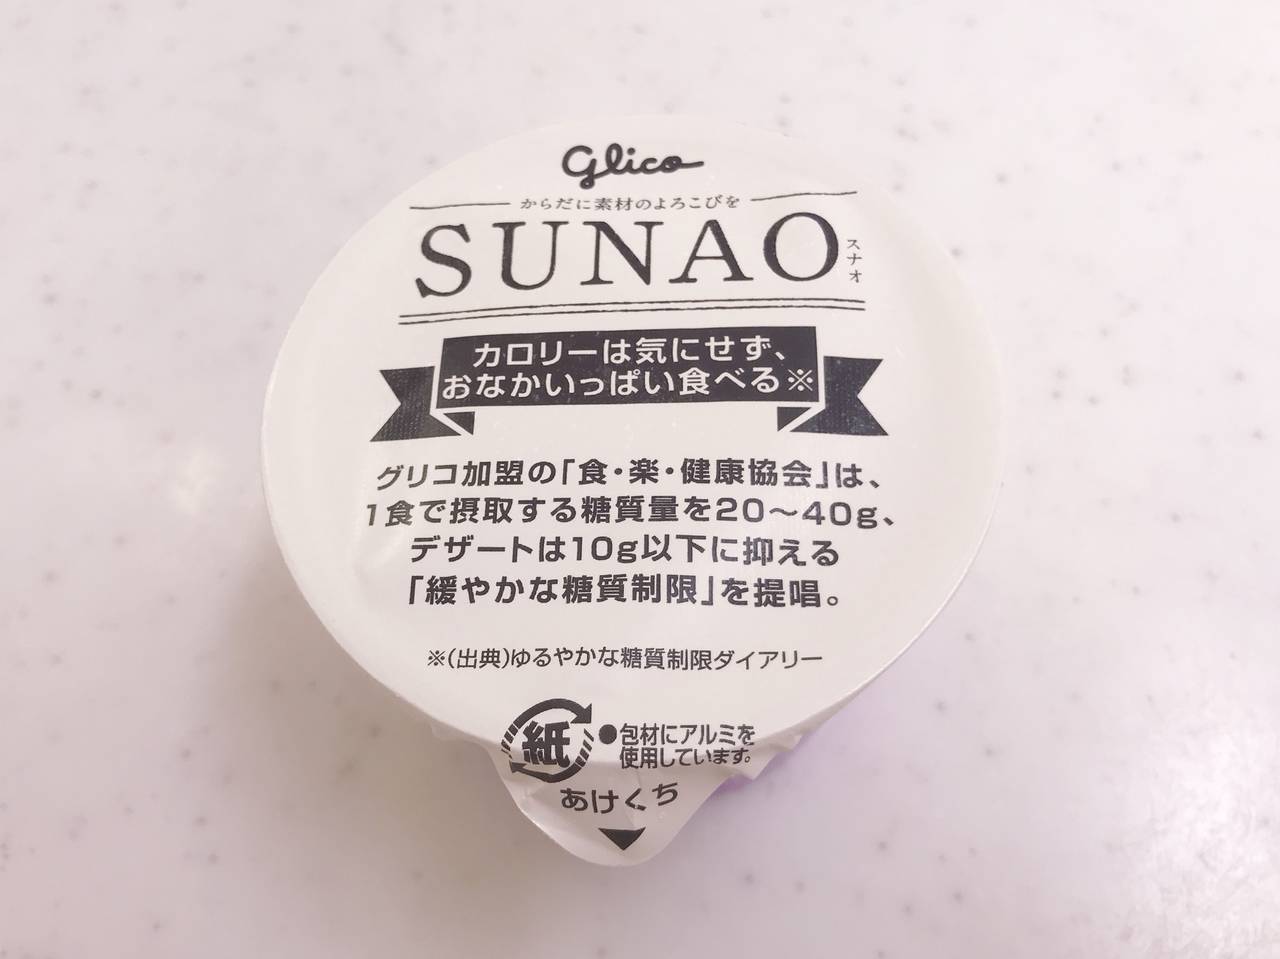 glico
からだに素材のよろこびを
SUNAO
スナオ
カロリーは気にせず、
おなかいっぱい食べる※
グリコ加盟の「食・楽・健康協会」は、
1食で摂取する糖質量を20〜40g、
デザートは10g以下に抑える
「緩やかな糖質制限」を提唱。
※(出典)ゆるやかな糖質制限ダイアリー
紙
●包材にアルミを
使用しています。
あけくち